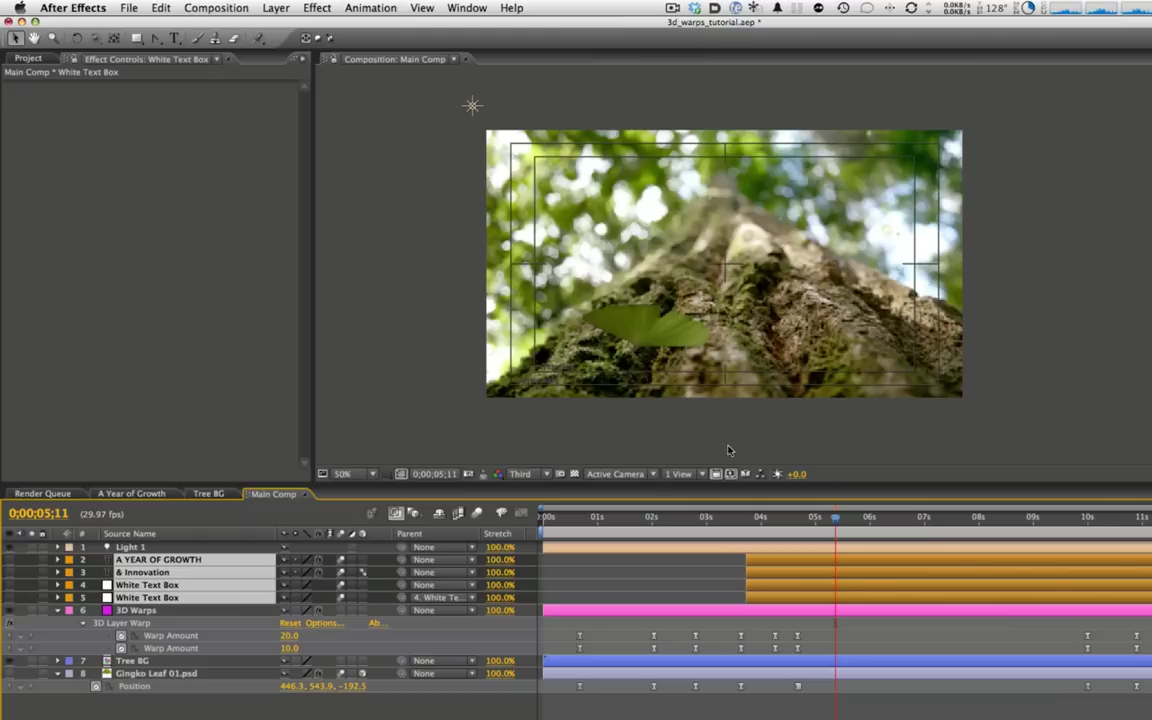 After Effects File Edit Composition Layer Effect Animation View Window Help 0.0KB/s 0.0KB/s 128°
3d_warps_tutorial.aep *
Project Effect Controls: White Text Box Composition: Main Comp
Main Comp * White Text Box
50% 0;00;05;11 Third Active Camera 1 View +0.0
Render Queue A Year of Growth Tree BG Main Comp
0;00;05;11 (29.97 fps) :00s 01s 02s 03s 04s 05s 06s 07s 08s 09s 10s 11s
# Source Name Parent Stretch
1 Light 1 None 100.0%
2 A YEAR OF GROWTH None 100.0%
3 & Innovation None 100.0%
4 White Text Box None 100.0%
5 White Text Box 4. White Te... 100.0%
6 3D Warps None 100.0%
3D Layer Warp Reset Options... Ab...
Warp Amount 20.0
Warp Amount 10.0
7 Tree BG None 100.0%
8 Gingko Leaf 01.psd None 100.0%
Position 446.3, 543.9, -192.5